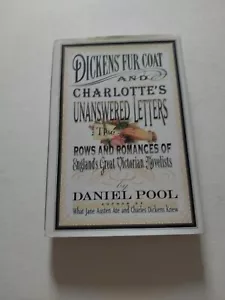 DICKENS' FUR COAT
AND
CHARLOTTE'S
UNANSWERED LETTERS
The
ROWS AND ROMANCES OF
England's Great Victorian Novelists
by
DANIEL POOL
AUTHOR OF
What Jane Austen Ate and Charles Dickens Knew